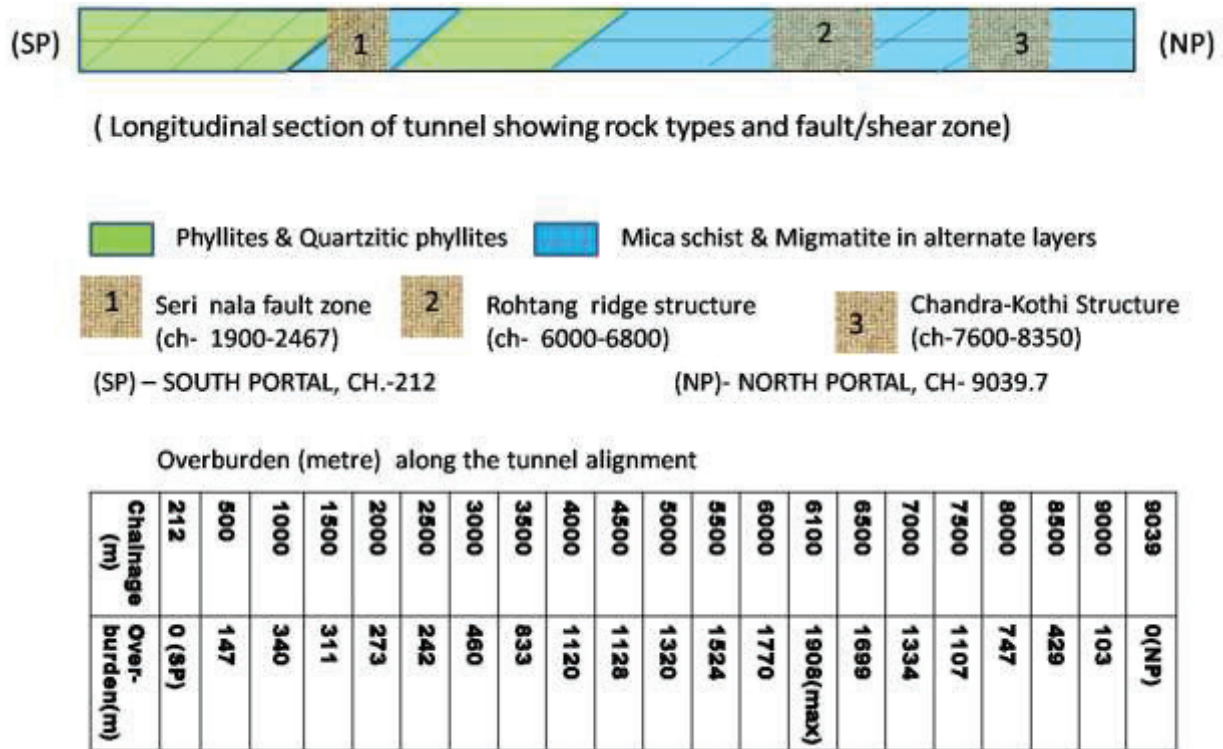 (SP)
1
2
3
(NP)
( Longitudinal section of tunnel showing rock types and fault/shear zone)
Phyllites & Quartzitic phyllites
Mica schist & Migmatite in alternate layers
1
Seri nala fault zone
(ch- 1900-2467)
2
Rohtang ridge structure
(ch- 6000-6800)
3
Chandra-Kothi Structure
(ch-7600-8350)
(SP) – SOUTH PORTAL, CH.-212
(NP)- NORTH PORTAL, CH- 9039.7
Overburden (metre) along the tunnel alignment
Chainage (m) 212 500 1000 1500 2000 2500 3000 3500 4000 4500 5000 5500 6000 6100 6500 7000 7500 8000 8500 9000 9039
Over-burden(m) 0 (SP) 147 340 311 273 242 460 833 1120 1128 1320 1524 1770 1908(max) 1699 1334 1107 747 429 103 0(NP)